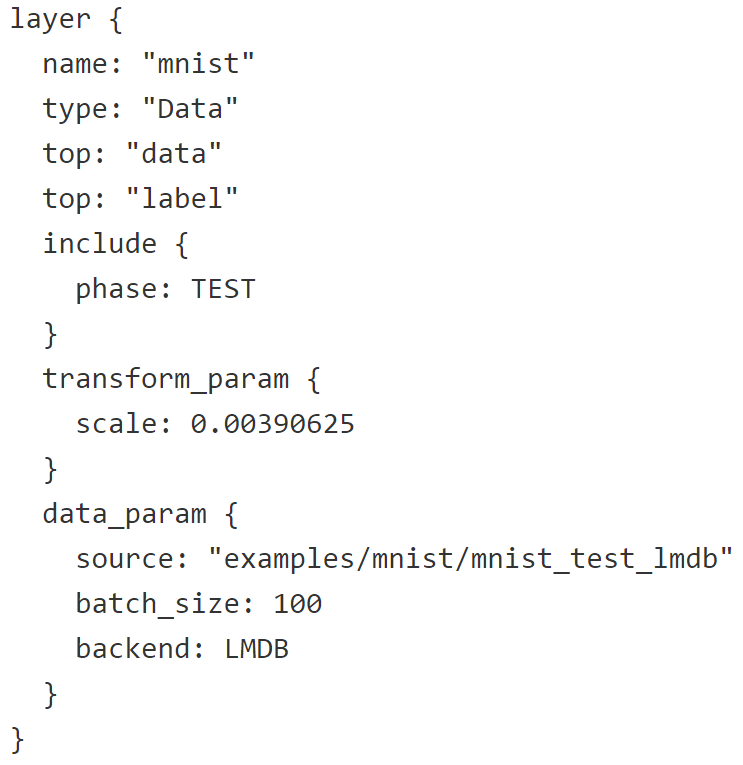 layer {
  name: "mnist"
  type: "Data"
  top: "data"
  top: "label"
  include {
    phase: TEST
  }
  transform_param {
    scale: 0.00390625
  }
  data_param {
    source: "examples/mnist/mnist_test_lmdb"
    batch_size: 100
    backend: LMDB
  }
}